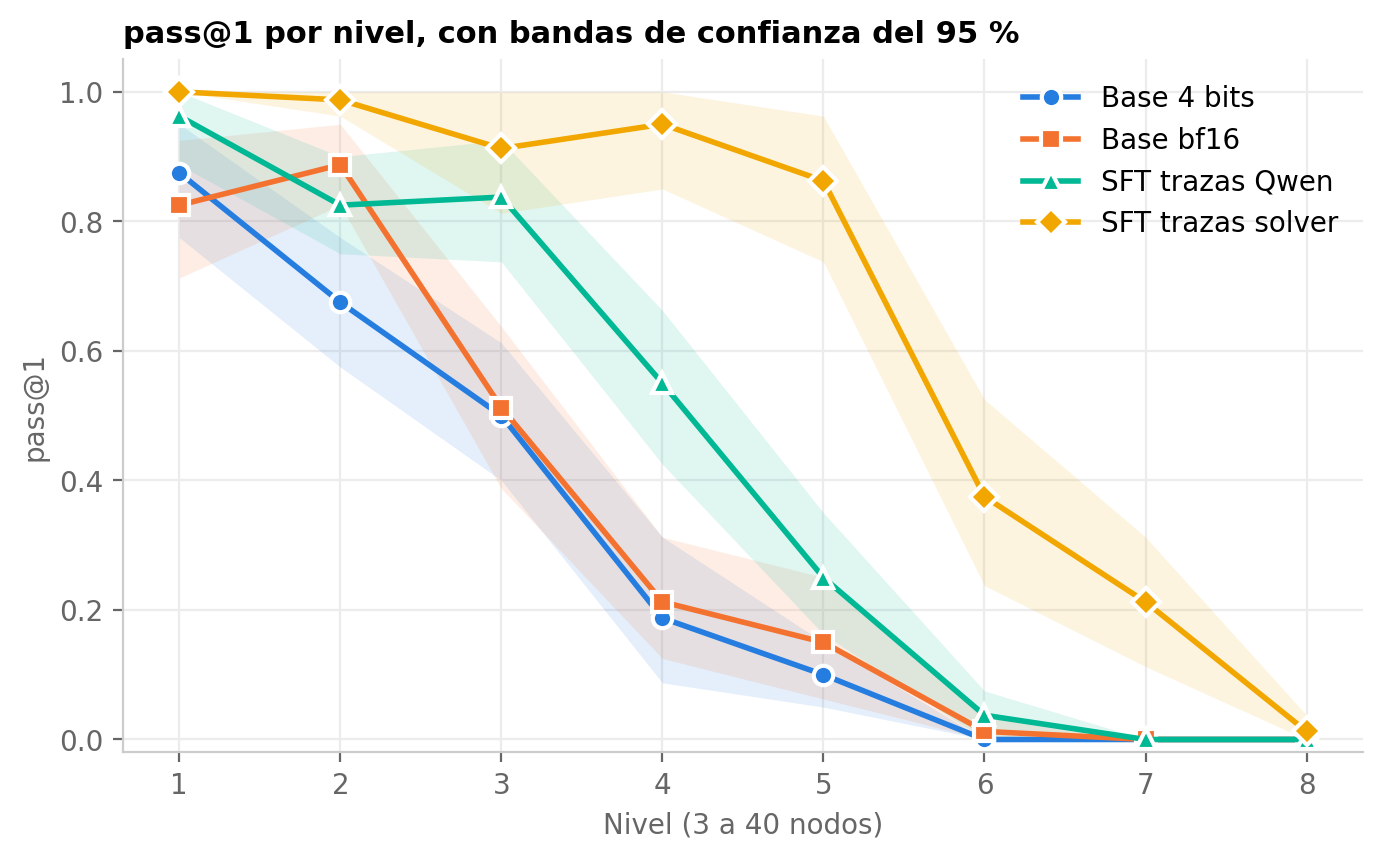 pass@1 por nivel, con bandas de confianza del 95 %
1.0
0.8
0.6
0.4
0.2
0.0
pass@1
Base 4 bits
Base bf16
SFT trazas Qwen
SFT trazas solver
1 2 3 4 5 6 7 8
Nivel (3 a 40 nodos)